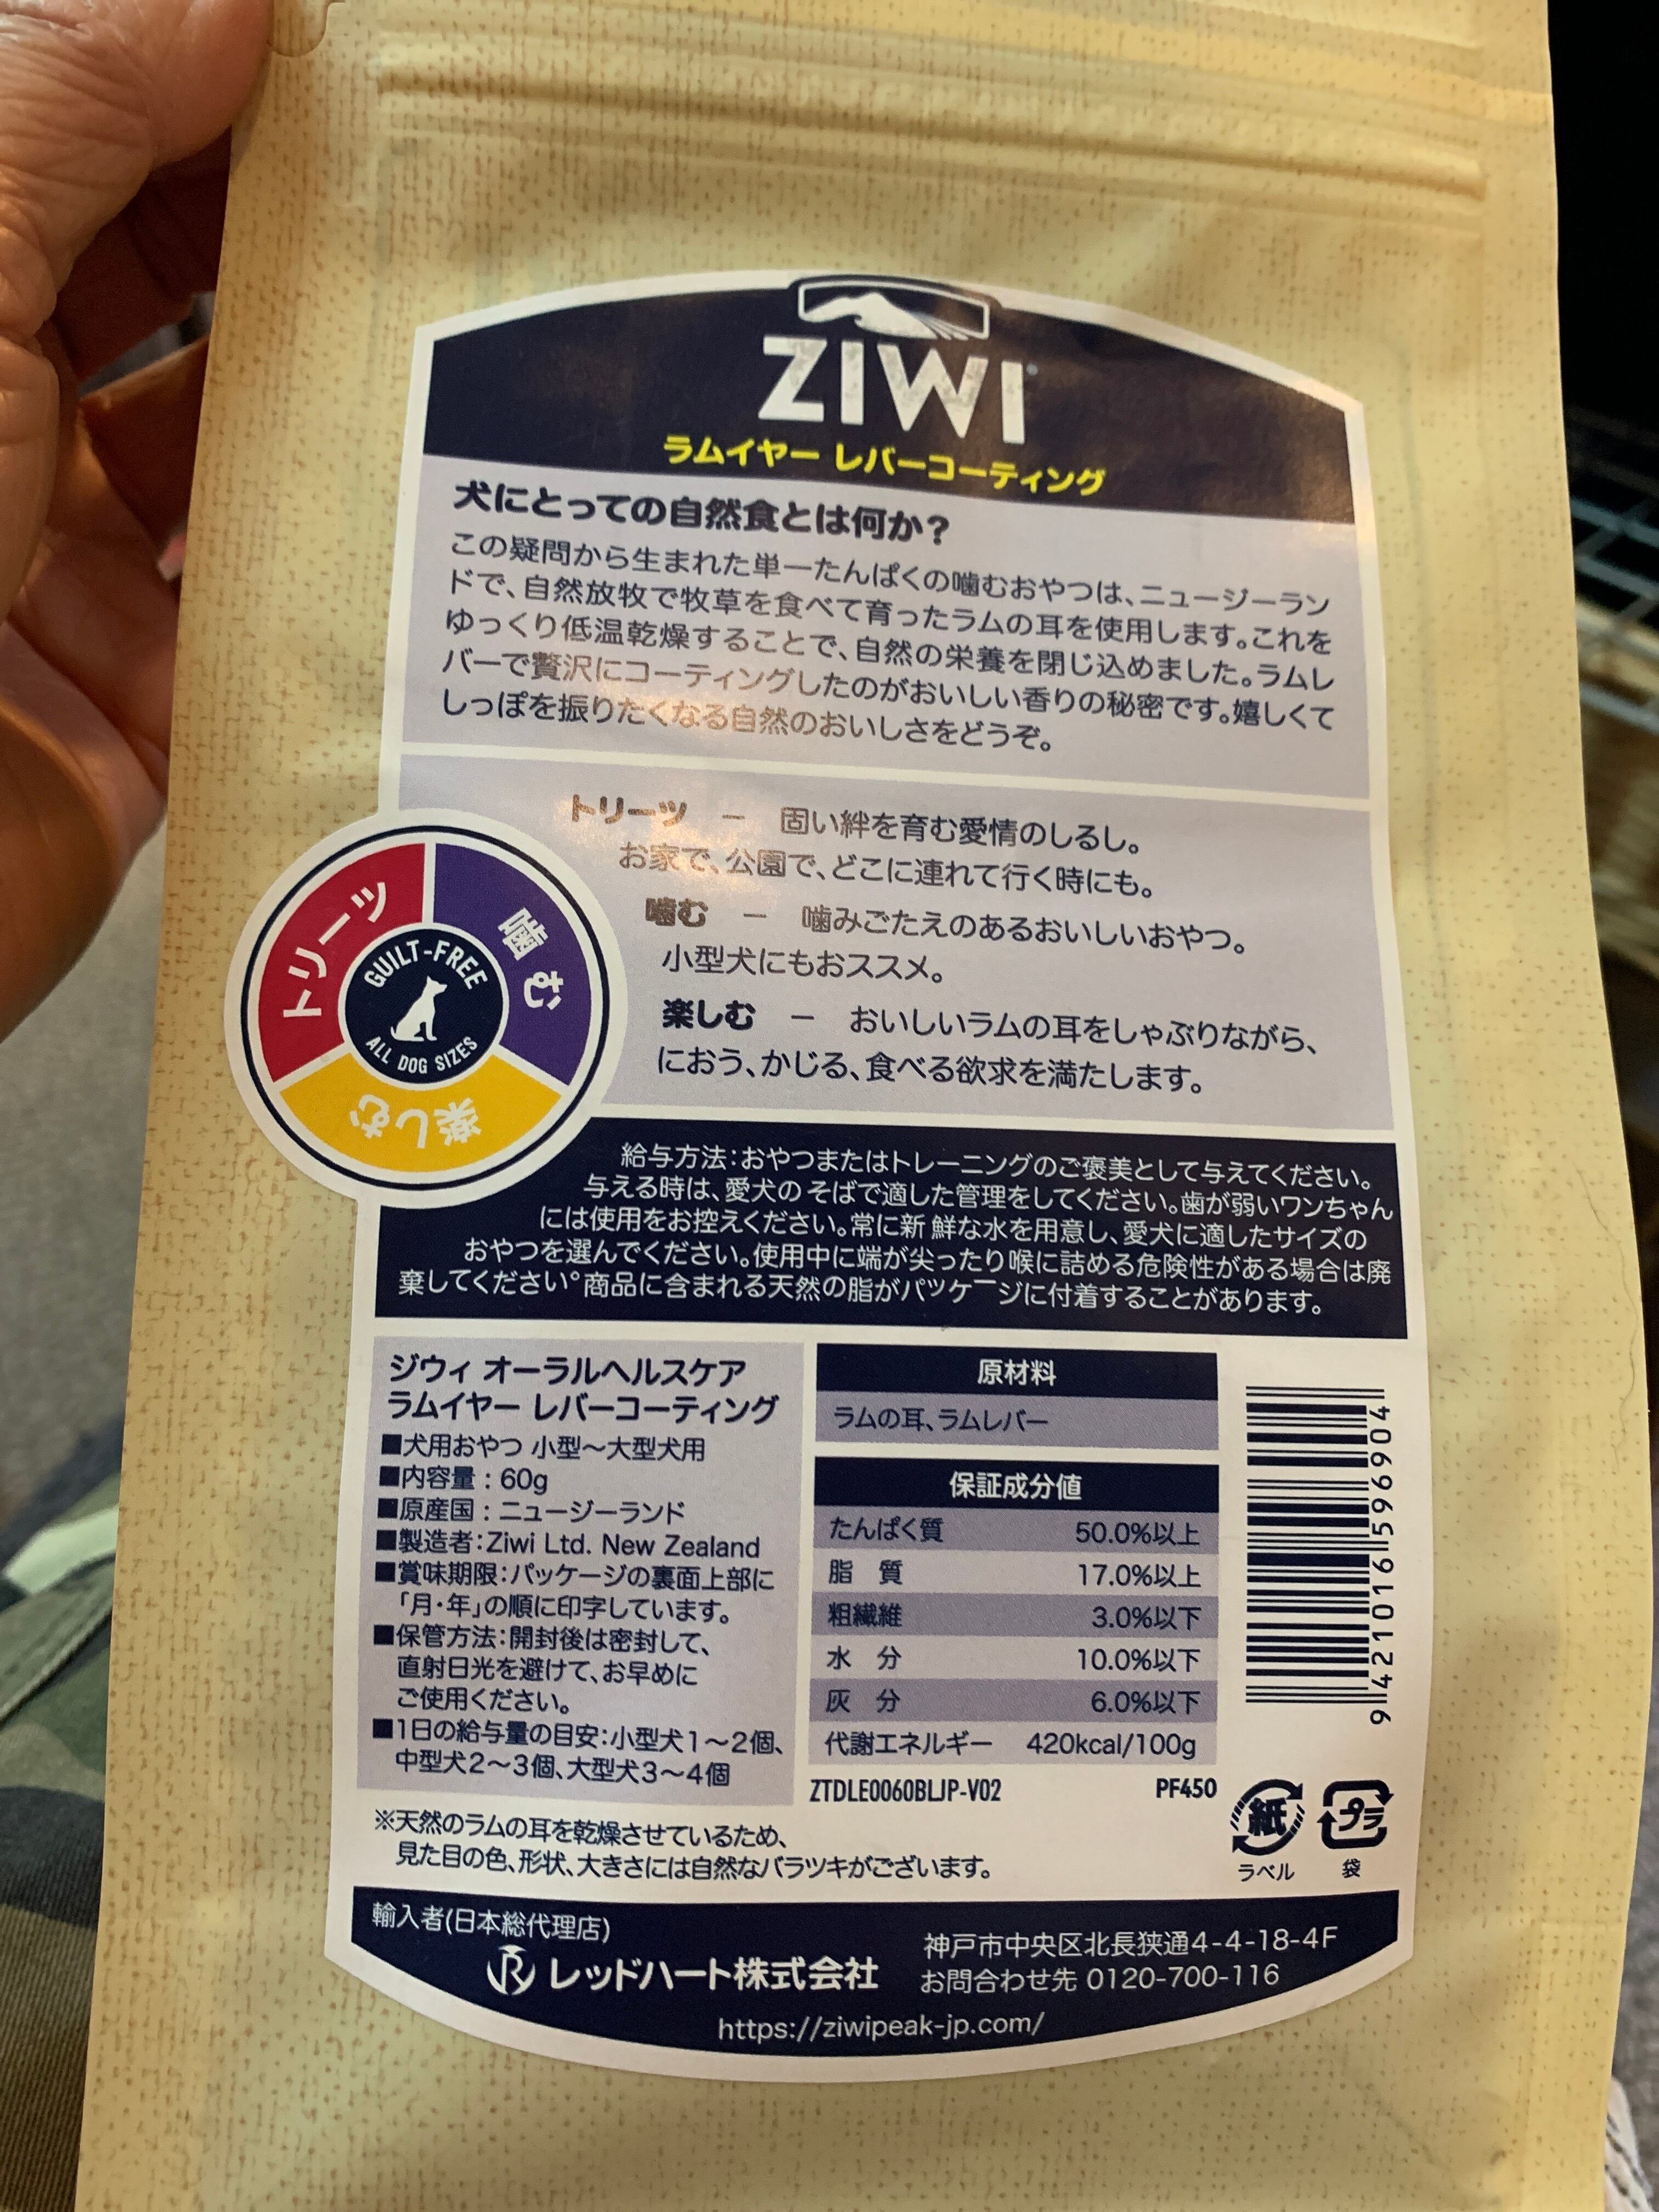 ZIWI
ラムイヤー レバーコーティング
犬にとっての自然食とは何か?
この疑問から生まれた単一たんぱくの噛むおやつは、ニュージーラン
ドで、自然放牧で牧草を食べて育ったラムの耳を使用します。これを
ゆっくり低温乾燥することで、自然の栄養を閉じ込めました。ラムレ
バーで贅沢にコーティングしたのがおいしい香りの秘密です。嬉しくて
しっぽを振りたくなる自然のおいしさをどうぞ。
トリーツ － 固い絆を育む愛情のしるし。
お家で、公園で、どこに連れて行く時にも。
噛む － 噛みごたえのあるおいしいおやつ。
小型犬にもおススメ。
楽しむ － おいしいラムの耳をしゃぶりながら、
におう、かじる、食べる欲求を満たします。
トリーツ
噛む
楽しむ
GUILT-FREE
ALL DOG SIZES
給与方法:おやつまたはトレーニングのご褒美として与えてください。
与える時は、愛犬の そばで適した管理をしてください。歯が弱いワンちゃん
には使用をお控えください。常に新 鮮な水を用意し、愛犬に適したサイズの
おやつを選んでください。使用中に端が尖ったり喉に詰める危険性がある場合は廃
棄してください°商品に含まれる天然の脂がパツケージに付着することがあります。
ジウィ オーラルヘルスケア
ラムイヤー レバーコーティング
■犬用おやつ 小型～大型犬用
■内容量:60g
■原産国:ニュージーランド
■製造者:Ziwi Ltd. New Zealand
■賞味期限:パッケージの裏面上部に
「月・年」の順に印字しています。
■保管方法:開封後は密封して、
直射日光を避けて、お早めに
ご使用ください。
■1日の給与量の目安:小型犬1～2個、
中型犬2～3個、大型犬3～4個
原材料
ラムの耳、ラムレバー
保証成分値
たんぱく質 50.0%以上
脂 質 17.0%以上
粗繊維 3.0%以下
水 分 10.0%以下
灰 分 6.0%以下
代謝エネルギー 420kcal/100g
ZTDLE0060BLJP-V02 PF450
9 421016 596904
紙
ラベル
プラ
袋
※天然のラムの耳を乾燥させているため、
見た目の色、形状、大きさには自然なバラツキがございます。
輸入者(日本総代理店)
レッドハート株式会社
神戸市中央区北長狭通4-4-18-4F
お問合わせ先 0120-700-116
https://ziwipeak-jp.com/